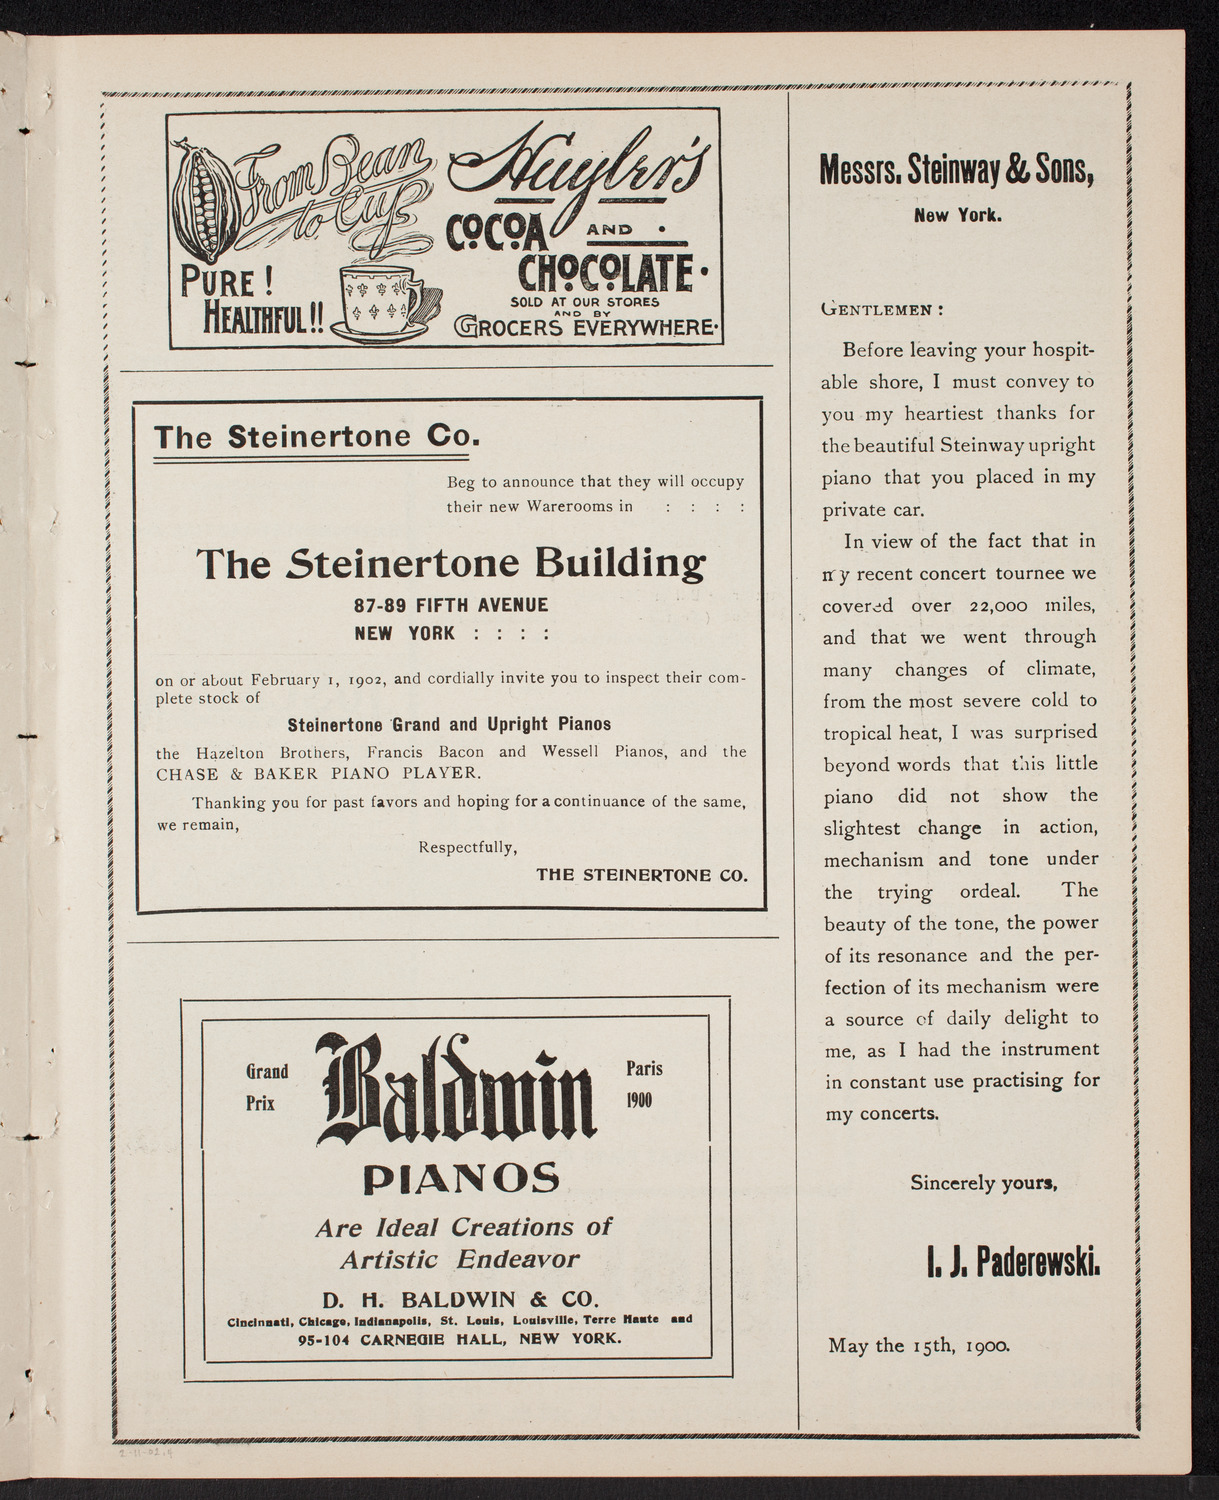 From Bean
to Cup
Huyler's
COCOA AND
CHOCOLATE
PURE!
HEALTHFUL!!
SOLD AT OUR STORES
AND BY
GROCERS EVERYWHERE
The Steinertone Co.
Beg to announce that they will occupy
their new Warerooms in : : : :
The Steinertone Building
87-89 FIFTH AVENUE
NEW YORK : : : :
on or about February 1, 1902, and cordially invite you to inspect their com-
plete stock of
Steinertone Grand and Upright Pianos
the Hazelton Brothers, Francis Bacon and Wessell Pianos, and the
CHASE & BAKER PIANO PLAYER.
Thanking you for past favors and hoping for a continuance of the same,
we remain,
Respectfully,
THE STEINERTONE CO.
Grand
Prix
Baldwin
Paris
1900
PIANOS
Are Ideal Creations of
Artistic Endeavor
D. H. BALDWIN & CO.
Cincinnati, Chicago, Indianapolis, St. Louis, Louisville, Terre Haute and
95-104 CARNEGIE HALL, NEW YORK.
Messrs. Steinway & Sons,
New York.
GENTLEMEN:
Before leaving your hospit-
able shore, I must convey to
you my heartiest thanks for
the beautiful Steinway upright
piano that you placed in my
private car.
In view of the fact that in
my recent concert tournee we
covered over 22,000 miles,
and that we went through
many changes of climate,
from the most severe cold to
tropical heat, I was surprised
beyond words that this little
piano did not show the
slightest change in action,
mechanism and tone under
the trying ordeal. The
beauty of the tone, the power
of its resonance and the per-
fection of its mechanism were
a source of daily delight to
me, as I had the instrument
in constant use practising for
my concerts.
Sincerely yours,
I. J. Paderewski.
May the 15th, 1900.
2-11-02.4